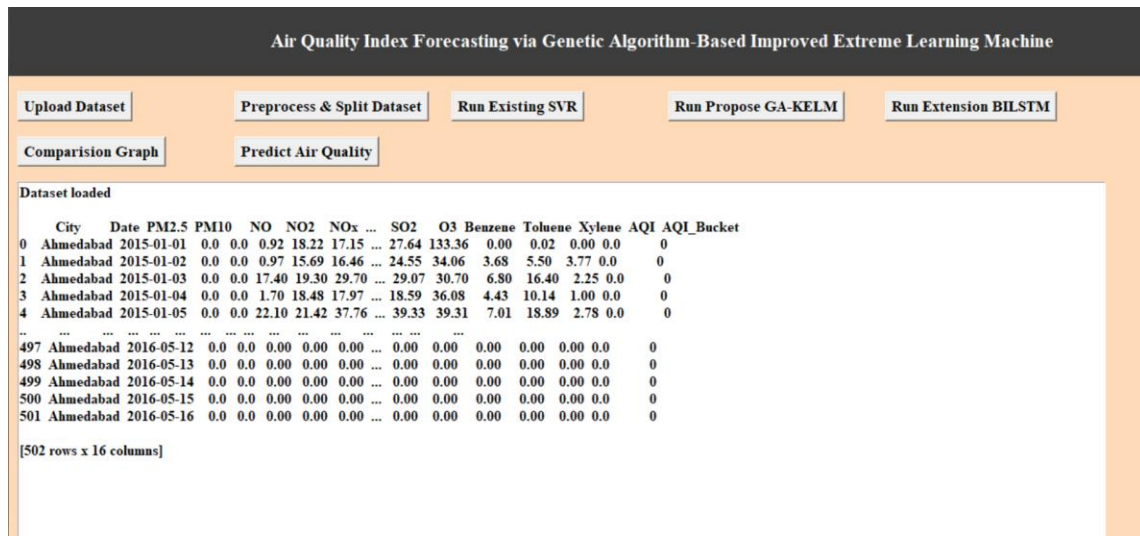 Air Quality Index Forecasting via Genetic Algorithm-Based Improved Extreme Learning Machine
Upload Dataset Preprocess & Split Dataset Run Existing SVR Run Propose GA-KELM Run Extension BILSTM
Comparision Graph Predict Air Quality
Dataset loaded
City Date PM2.5 PM10 NO NO2 NOx ... SO2 O3 Benzene Toluene Xylene AQI AQI_Bucket
0 Ahmedabad 2015-01-01 0.0 0.0 0.92 18.22 17.15 ... 27.64 133.36 0.00 0.02 0.00 0.0 0
1 Ahmedabad 2015-01-02 0.0 0.0 0.97 15.69 16.46 ... 24.55 34.06 3.68 5.50 3.77 0.0 0
2 Ahmedabad 2015-01-03 0.0 0.0 17.40 19.30 29.70 ... 29.07 30.70 6.80 16.40 2.25 0.0 0
3 Ahmedabad 2015-01-04 0.0 0.0 1.70 18.48 17.97 ... 18.59 36.08 4.43 10.14 1.00 0.0 0
4 Ahmedabad 2015-01-05 0.0 0.0 22.10 21.42 37.76 ... 39.33 39.31 7.01 18.89 2.78 0.0 0
.. ... ... ... ... ... ... ... ... ... ... ... ... ... ...
497 Ahmedabad 2016-05-12 0.0 0.0 0.00 0.00 0.00 ... 0.00 0.00 0.00 0.00 0.00 0.0 0
498 Ahmedabad 2016-05-13 0.0 0.0 0.00 0.00 0.00 ... 0.00 0.00 0.00 0.00 0.00 0.0 0
499 Ahmedabad 2016-05-14 0.0 0.0 0.00 0.00 0.00 ... 0.00 0.00 0.00 0.00 0.00 0.0 0
500 Ahmedabad 2016-05-15 0.0 0.0 0.00 0.00 0.00 ... 0.00 0.00 0.00 0.00 0.00 0.0 0
501 Ahmedabad 2016-05-16 0.0 0.0 0.00 0.00 0.00 ... 0.00 0.00 0.00 0.00 0.00 0.0 0
[502 rows x 16 columns]